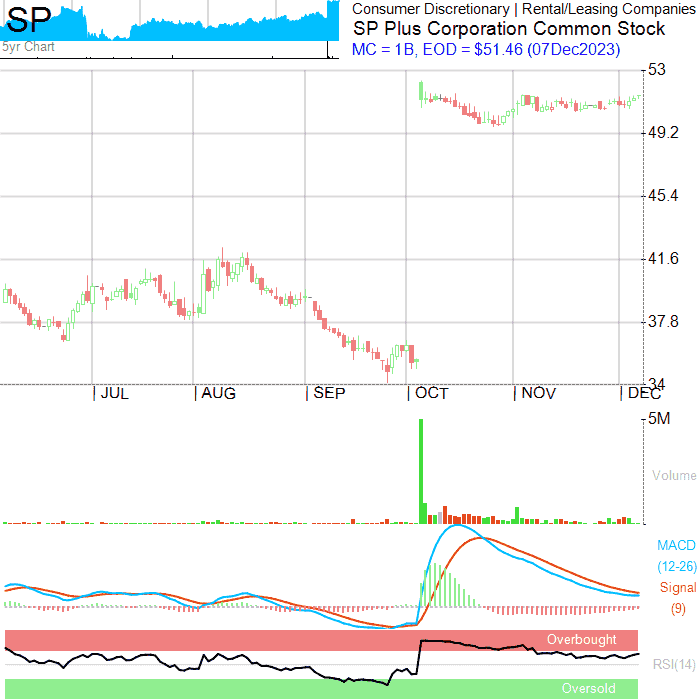 SP
5yr Chart
Consumer Discretionary | Rental/Leasing Companies
SP Plus Corporation Common Stock
MC = 1B, EOD = $51.46 (07Dec2023)
53
49.2
45.4
41.6
37.8
34
JUL AUG SEP OCT NOV DEC
5M
Volume
MACD
(12-26)
Signal
(9)
Overbought
RSI(14)
Oversold